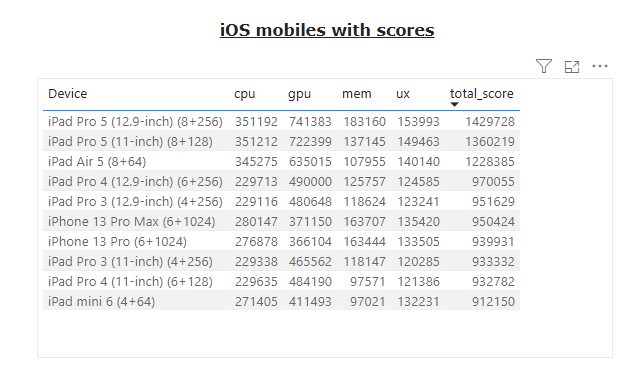 iOS mobiles with scores
Device cpu gpu mem ux total_score
iPad Pro 5 (12.9-inch) (8+256) 351192 741383 183160 153993 1429728
iPad Pro 5 (11-inch) (8+128) 351212 722399 137145 149463 1360219
iPad Air 5 (8+64) 345275 635015 107955 140140 1228385
iPad Pro 4 (12.9-inch) (6+256) 229713 490000 125757 124585 970055
iPad Pro 3 (12.9-inch) (4+256) 229116 480648 118624 123241 951629
iPhone 13 Pro Max (6+1024) 280147 371150 163707 135420 950424
iPhone 13 Pro (6+1024) 276878 366104 163444 133505 939931
iPad Pro 3 (11-inch) (4+256) 229338 465562 118147 120285 933332
iPad Pro 4 (11-inch) (6+128) 229635 484190 97571 121386 932782
iPad mini 6 (4+64) 271405 411493 97021 132231 912150